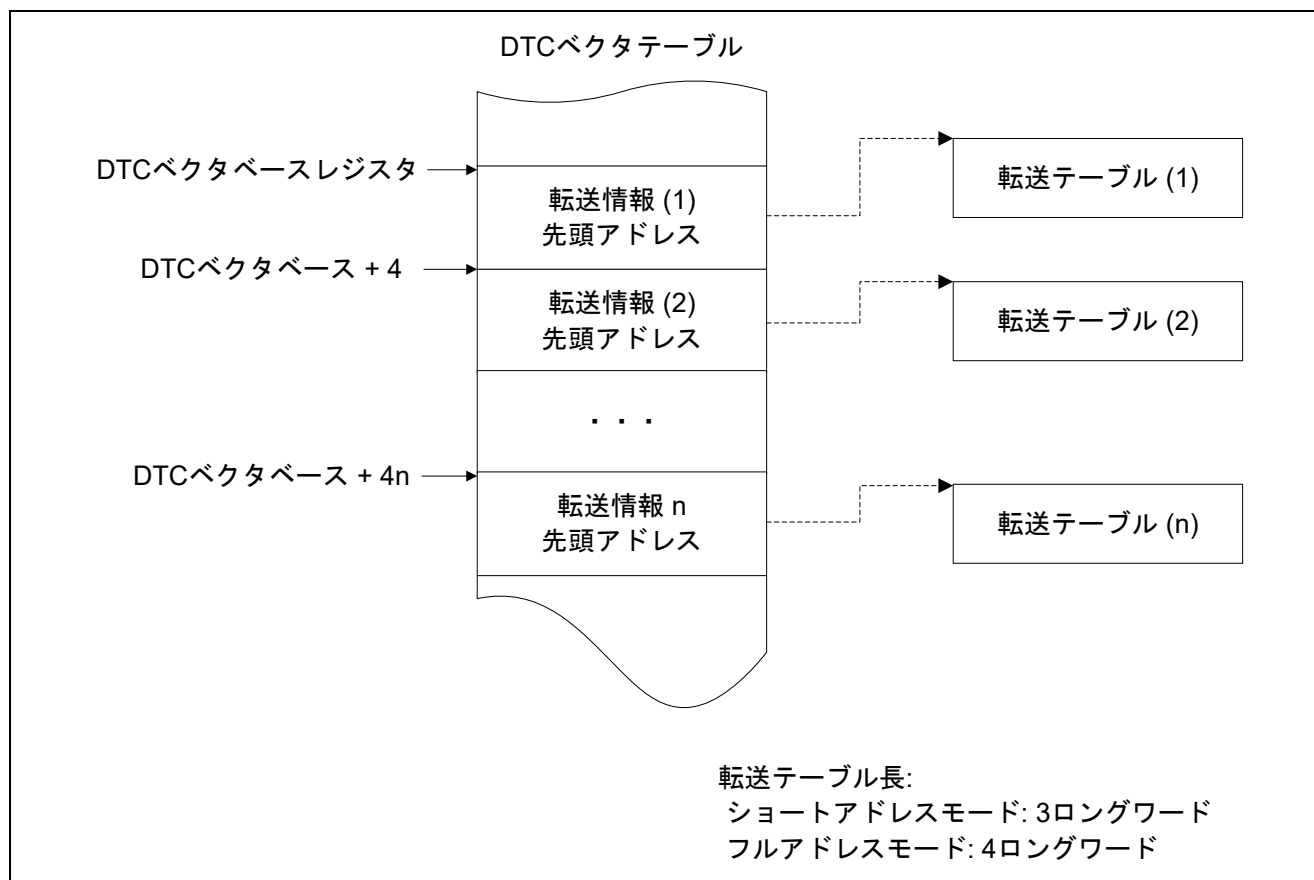 DTCベクタテーブル
DTCベクタベースレジスタ
転送情報 (1)
先頭アドレス
転送テーブル (1)
DTCベクタベース + 4
転送情報 (2)
先頭アドレス
転送テーブル (2)
・・・
DTCベクタベース + 4n
転送情報 n
先頭アドレス
転送テーブル (n)
転送テーブル長:
ショートアドレスモード: 3ロングワード
フルアドレスモード: 4ロングワード